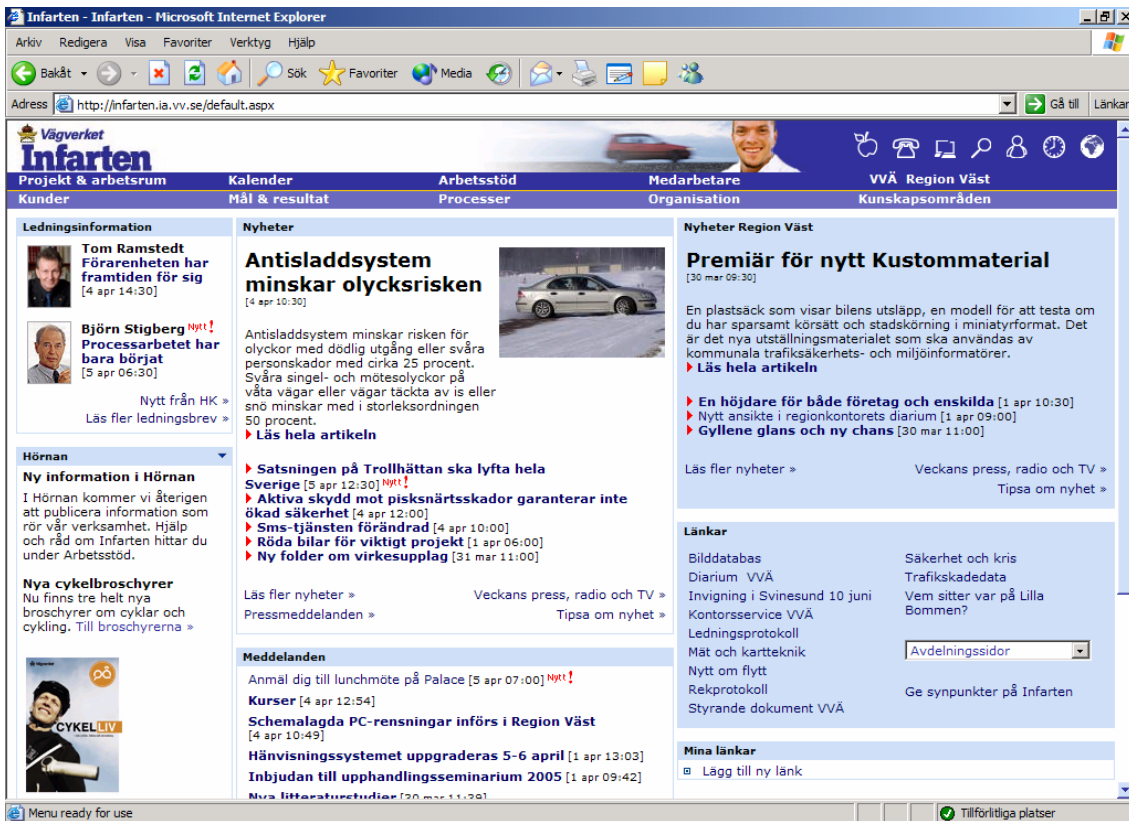 Infarten - Infarten - Microsoft Internet Explorer
Arkiv Redigera Visa Favoriter Verktyg Hjälp
Bakåt Sök Favoriter Media
Adress http://infarten.ia.vv.se/default.aspx Gå till Länkar
Vägverket
Infarten
Projekt & arbetsrum Kalender Arbetsstöd Medarbetare VVÄ Region Väst
Kunder Mål & resultat Processer Organisation Kunskapsområden
Ledningsinformation
Tom Ramstedt
Förarenheten har
framtiden för sig
[4 apr 14:30]
Björn Stigberg Nytt!
Processarbetet har
bara börjat
[5 apr 06:30]
Nytt från HK »
Läs fler ledningsbrev »
Hörnan
Ny information i Hörnan
I Hörnan kommer vi återigen
att publicera information som
rör vår verksamhet. Hjälp
och råd om Infarten hittar du
under Arbetsstöd.
Nya cykelbroschyrer
Nu finns tre helt nya
broschyrer om cyklar och
cykling. Till broschyrerna »
på
CYKELLIV
Nyheter
Antisladdsystem
minskar olycksrisken
[4 apr 10:30]
Antisladdsystem minskar risken för
olyckor med dödlig utgång eller svåra
personskador med cirka 25 procent.
Svåra singel- och mötesolyckor på
våta vägar eller vägar täckta av is eller
snö minskar med i storleksordningen
50 procent.
Läs hela artikeln
Satsningen på Trollhättan ska lyfta hela
Sverige [5 apr 12:30] Nytt!
Aktiva skydd mot pisksnärtsskador garanterar inte
ökad säkerhet [4 apr 12:00]
Sms-tjänsten förändrad [4 apr 10:00]
Röda bilar för viktigt projekt [1 apr 06:00]
Ny folder om virkesupplag [31 mar 11:00]
Läs fler nyheter » Veckans press, radio och TV »
Pressmeddelanden » Tipsa om nyhet »
Meddelanden
Anmäl dig till lunchmöte på Palace [5 apr 07:00] Nytt!
Kurser [4 apr 12:54]
Schemalagda PC-rensningar införs i Region Väst
[4 apr 10:49]
Hänvisningssystemet uppgraderas 5-6 april [1 apr 13:03]
Inbjudan till upphandlingsseminarium 2005 [1 apr 09:42]
Nya litteraturstudier [30 mar 11:29]
Nyheter Region Väst
Premiär för nytt Kustommaterial
[30 mar 09:30]
En plastsäck som visar bilens utsläpp, en modell för att testa om
du har sparsamt körsätt och stadskörning i miniatyrformat. Det
är det nya utställningsmaterialet som ska användas av
kommunala trafiksäkerhets- och miljöinformatörer.
Läs hela artikeln
En höjdare för både företag och enskilda [1 apr 10:30]
Nytt ansikte i regionkontorets diarium [1 apr 09:00]
Gyllene glans och ny chans [30 mar 11:00]
Läs fler nyheter » Veckans press, radio och TV »
Tipsa om nyhet »
Länkar
Bilddatabas
Diarium VVÄ
Invigning i Svinesund 10 juni
Kontorsservice VVÄ
Ledningsprotokoll
Mät och kartteknik
Nytt om flytt
Rekprotokoll
Styrande dokument VVÄ
Säkerhet och kris
Trafikskadedata
Vem sitter var på Lilla
Bommen?
Avdelningssidor
Ge synpunkter på Infarten
Mina länkar
Lägg till ny länk
Menu ready for use Tillförlitliga platser